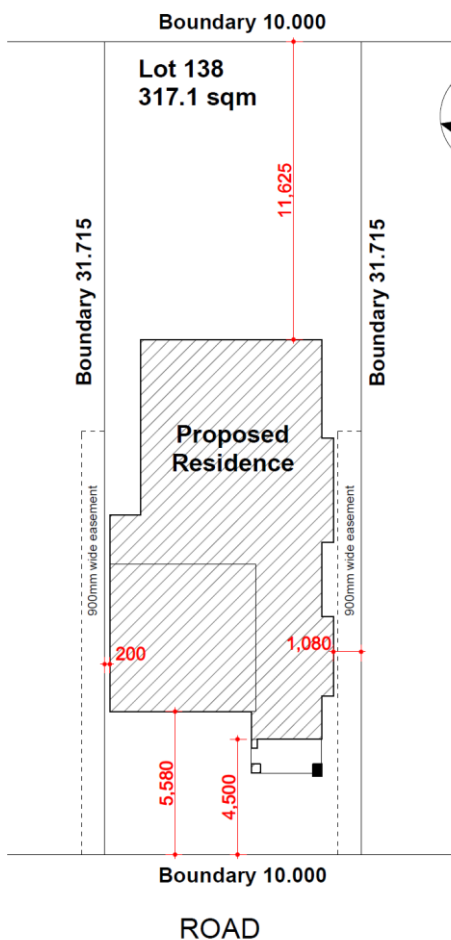 Boundary 10.000
Lot 138
317.1 sqm
11,625
Boundary 31.715
Boundary 31.715
Proposed
Residence
900mm wide easement
900mm wide easement
200
1,080
5,580
4,500
Boundary 10.000
ROAD